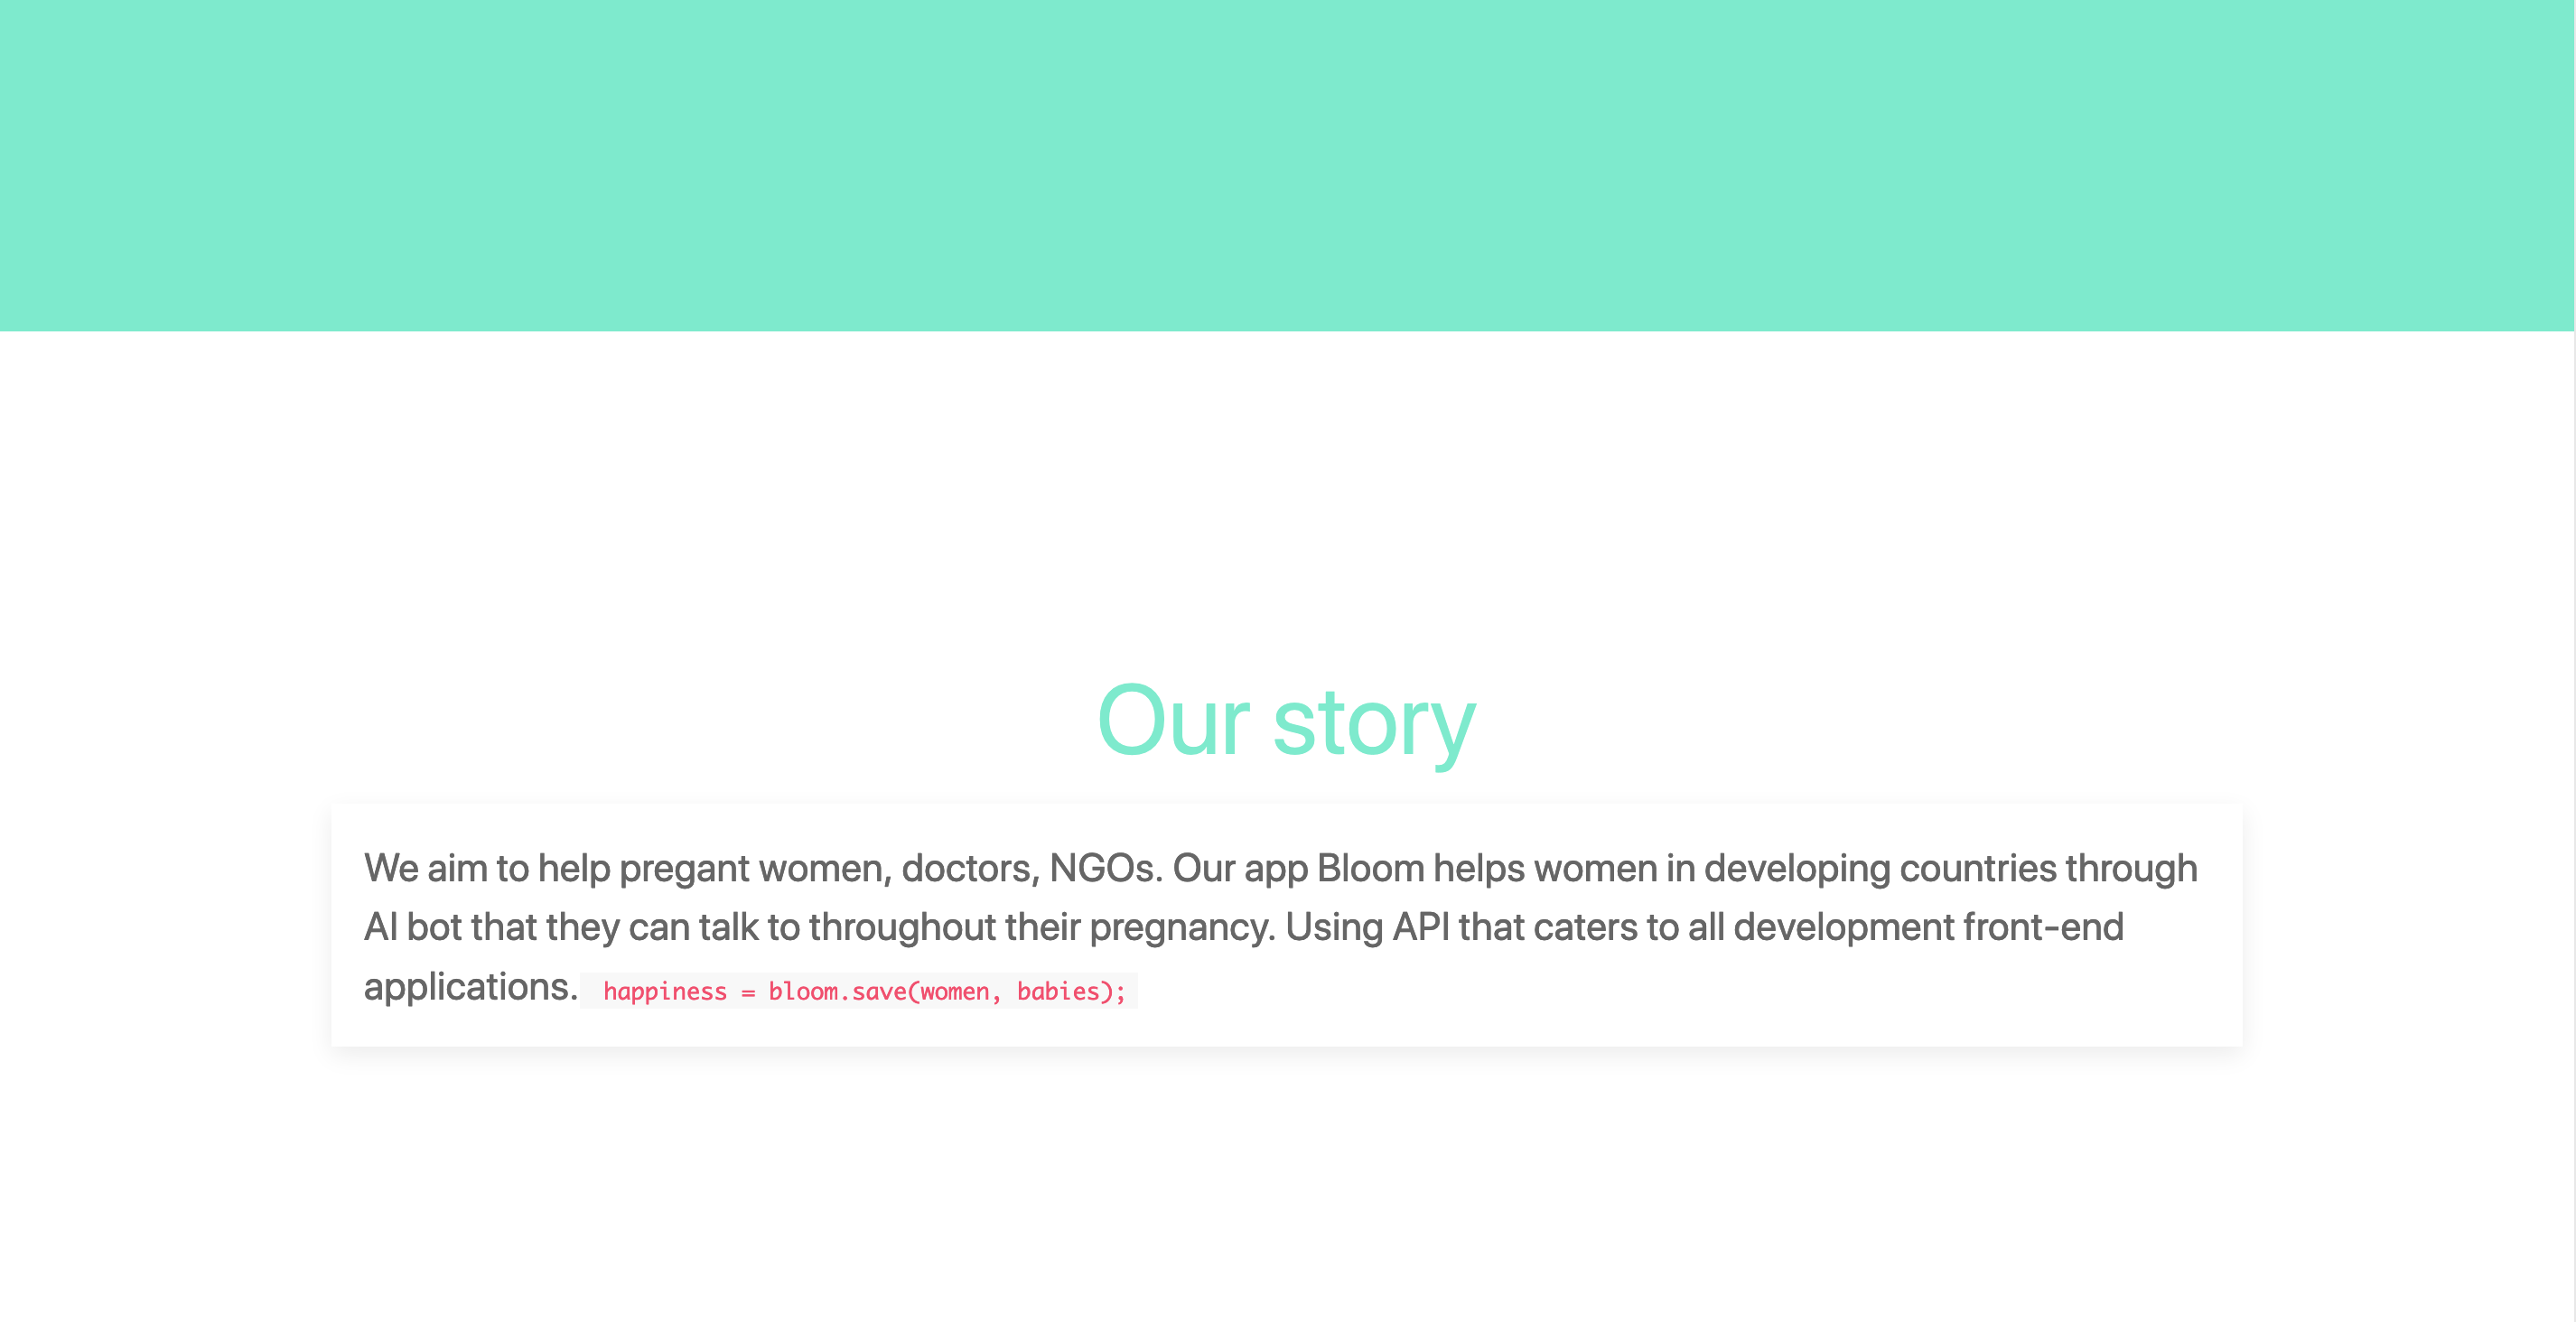 Our story
We aim to help pregant women, doctors, NGOs. Our app Bloom helps women in developing countries through
AI bot that they can talk to throughout their pregnancy. Using API that caters to all development front-end
applications. happiness = bloom.save(women, babies);